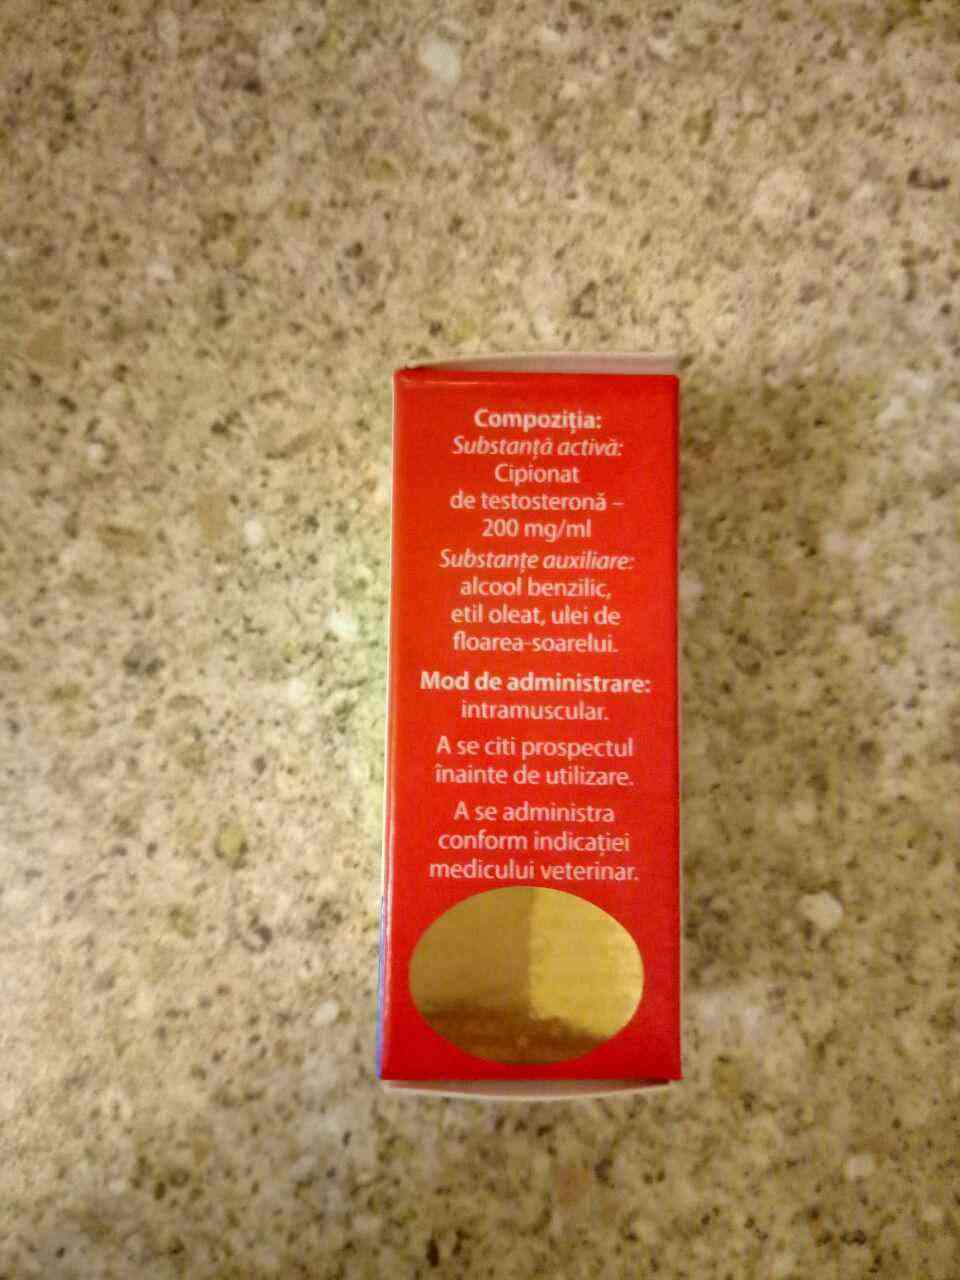 Compoziția:
Substanță activă:
Cipionat
de testosteronă –
200 mg/ml
Substanțe auxiliare:
alcool benzilic,
etil oleat, ulei de
floarea-soarelui.
Mod de administrare:
intramuscular.
A se citi prospectul
înainte de utilizare.
A se administra
conform indicației
medicului veterinar.